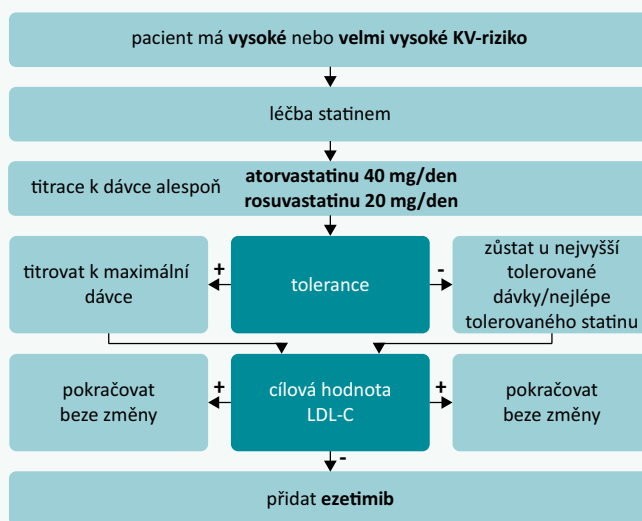 pacient má vysoké nebo velmi vysoké KV-riziko
léčba statinem
titrace k dávce alespoň atorvastatinu 40 mg/den
rosuvastatinu 20 mg/den
titrovat k maximální
dávce
+
tolerance
-
zůstat u nejvyšší
tolerované
dávky/nejlépe
tolerovaného statinu
pokračovat
beze změny
+
cílová hodnota
LDL-C
+
pokračovat
beze změny
-
přidat ezetimib